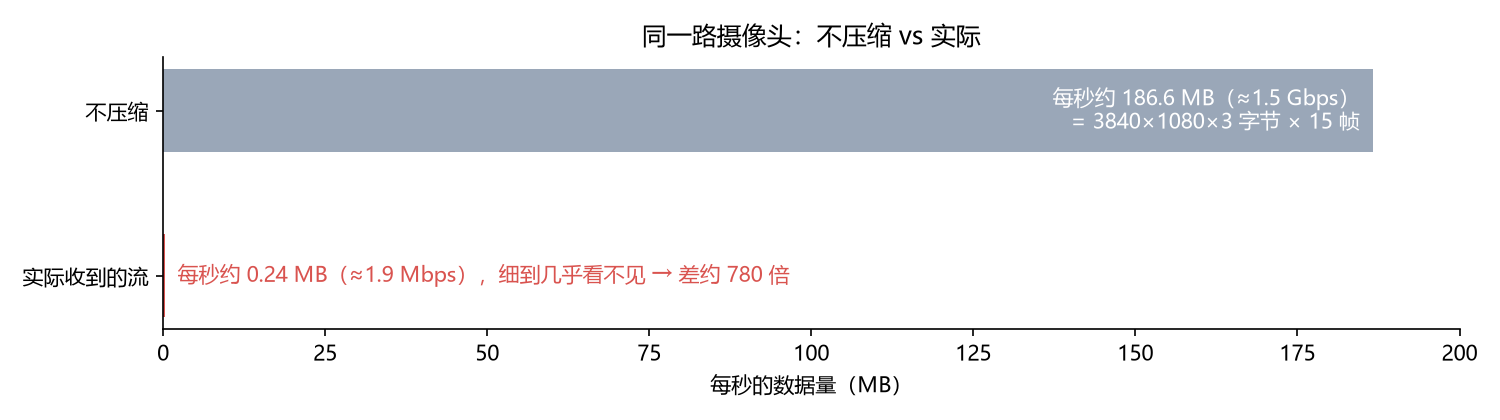 同一路摄像头：不压缩 vs 实际
不压缩
每秒约 186.6 MB（≈1.5 Gbps）
= 3840×1080×3 字节 × 15 帧
实际收到的流
每秒约 0.24 MB（≈1.9 Mbps），细到几乎看不见 → 差约 780 倍
0 25 50 75 100 125 150 175 200
每秒的数据量（MB）